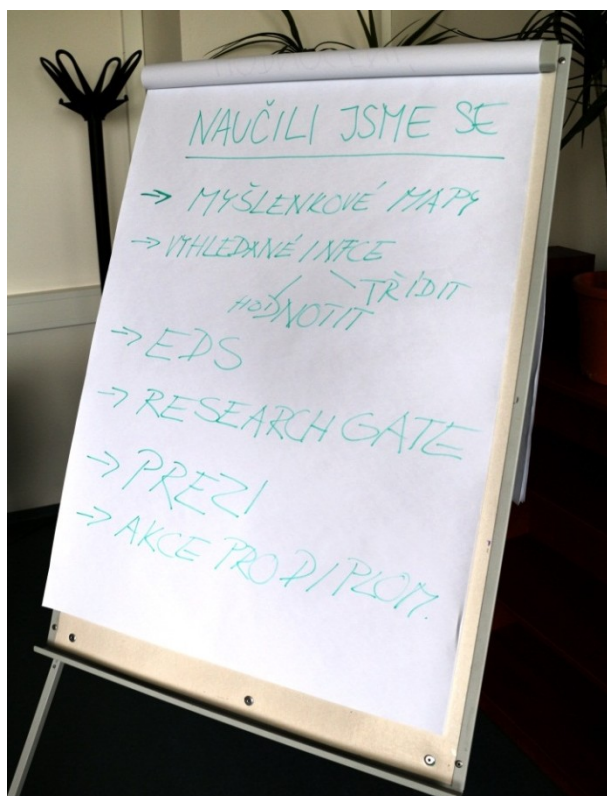 NAUČILI JSME SE
→ MYŠLENKOVÉ MAPY
→ VYHLEDANÉ INFCE
TŘÍDIT
HODNOTIT
→ EDS
→ RESEARCH GATE
→ PREZI
→ AKCE PRO DIPLOM.